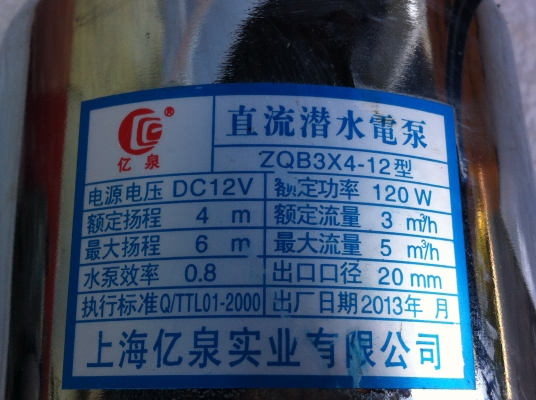 直流潜水電泵
亿泉®
ZQB3X4-12型
电源电压 DC12V 额定功率 120 W
额定扬程 4 m 额定流量 3 m³/h
最大扬程 6 m 最大流量 5 m³/h
水泵效率 0.8 出口口径 20 mm
执行标准 Q/TTL01-2000 出厂日期 2013年 月
上海亿泉实业有限公司